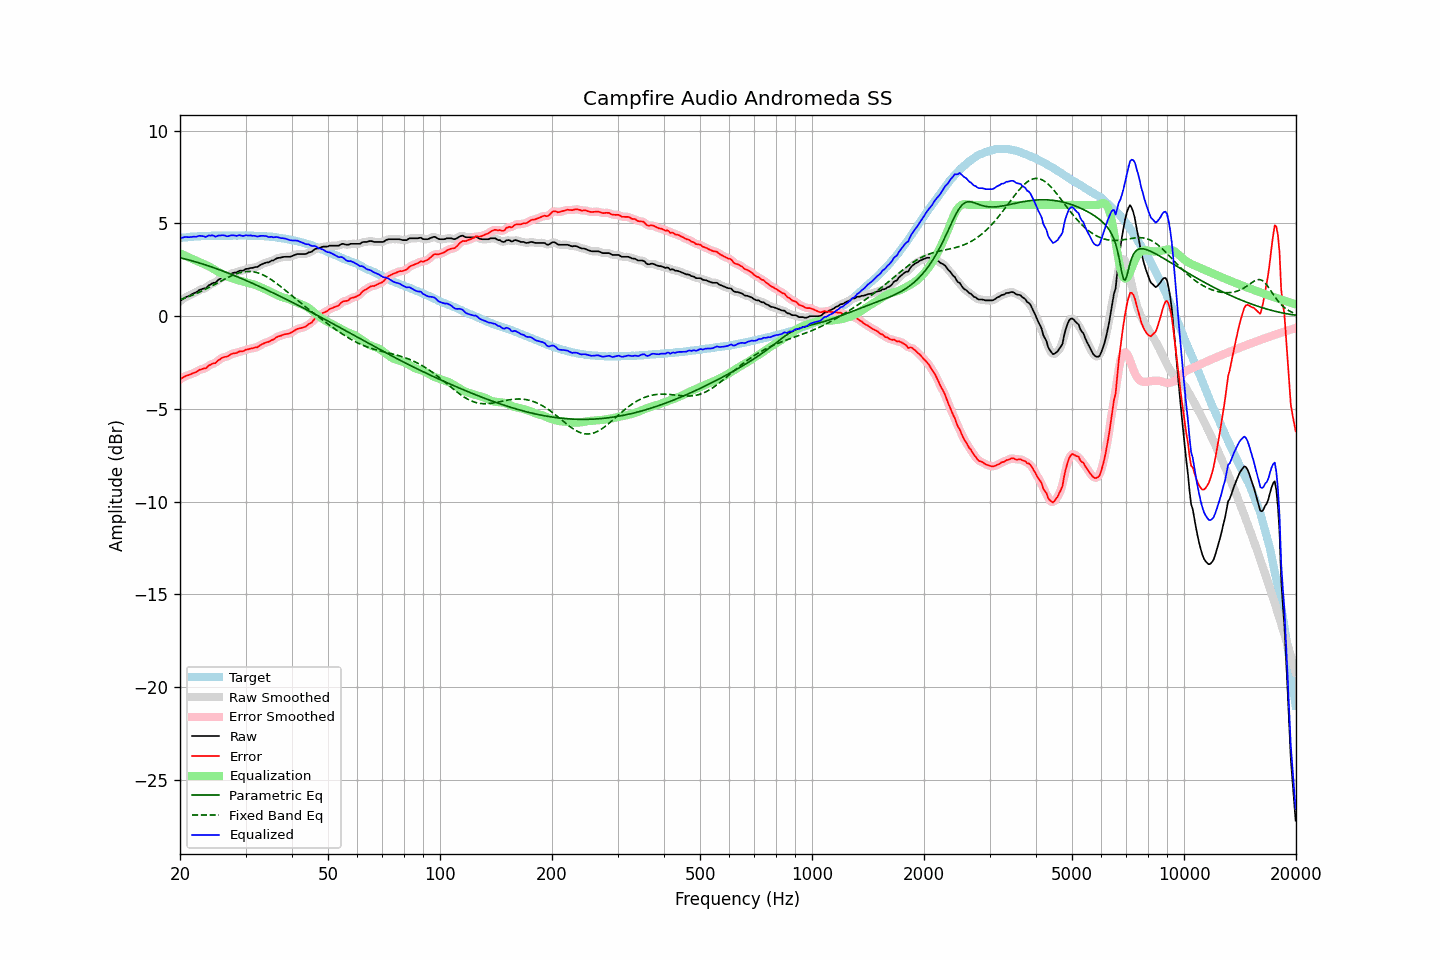 Campfire Audio Andromeda SS
10
5
0
−5
−10
−15
−20
−25
Amplitude (dBr)
Target
Raw Smoothed
Error Smoothed
Raw
Error
Equalization
Parametric Eq
Fixed Band Eq
Equalized
20 50 100 200 500 1000 2000 5000 10000 20000
Frequency (Hz)